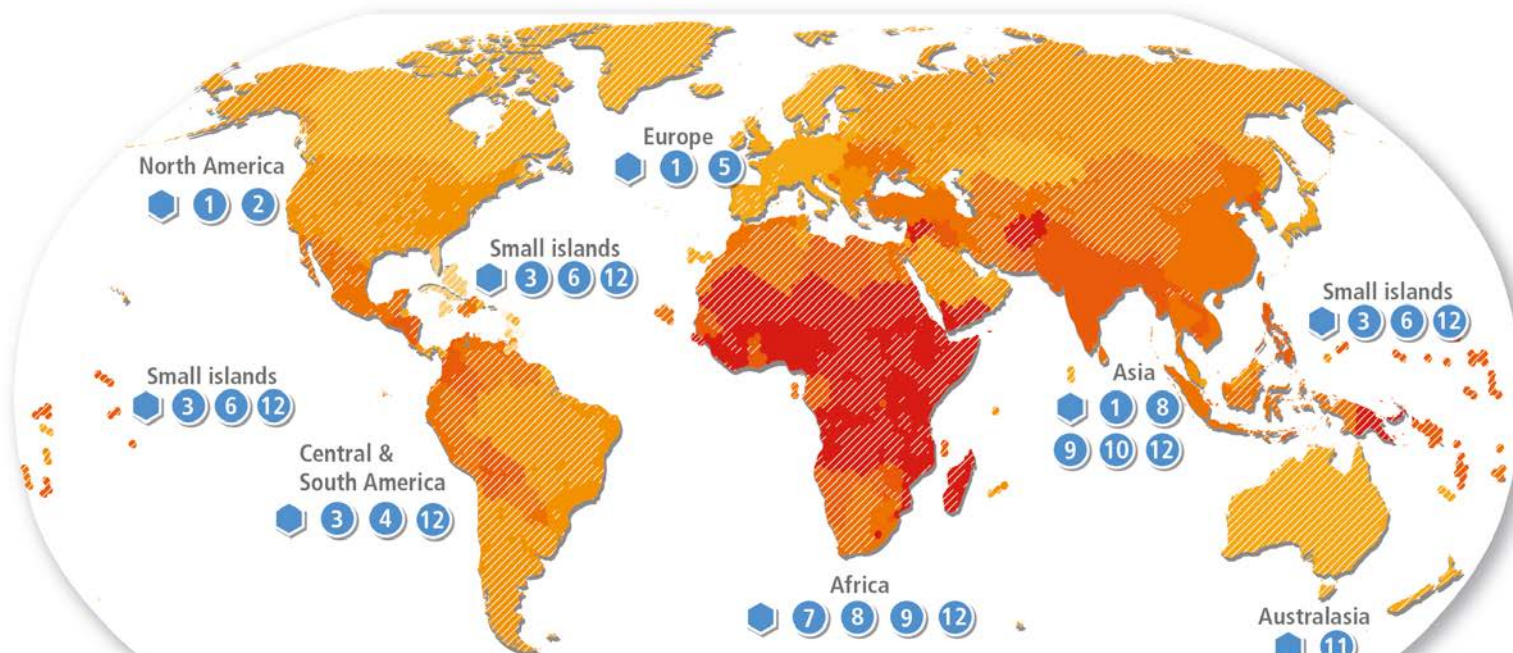 North America
1 2
Europe
1 5
Small islands
3 6 12
Small islands
3 6 12
Small islands
3 6 12
Asia
1 8
9 10 12
Central &
South America
3 4 12
Africa
7 8 9 12
Australasia
11